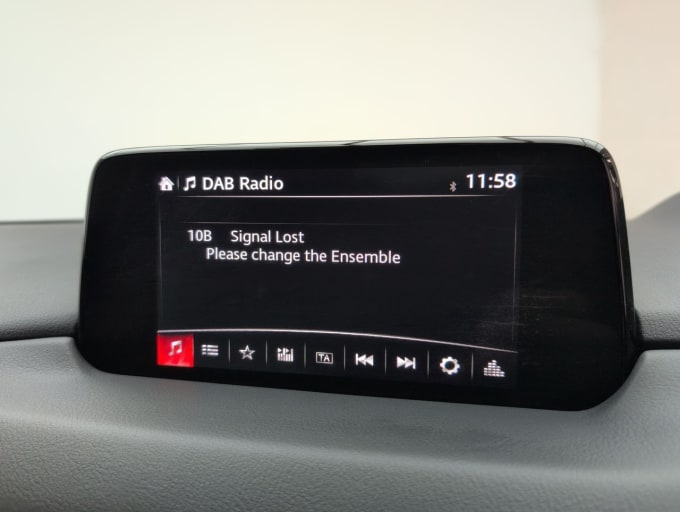 DAB Radio 11:58
10B Signal Lost
Please change the Ensemble
TA